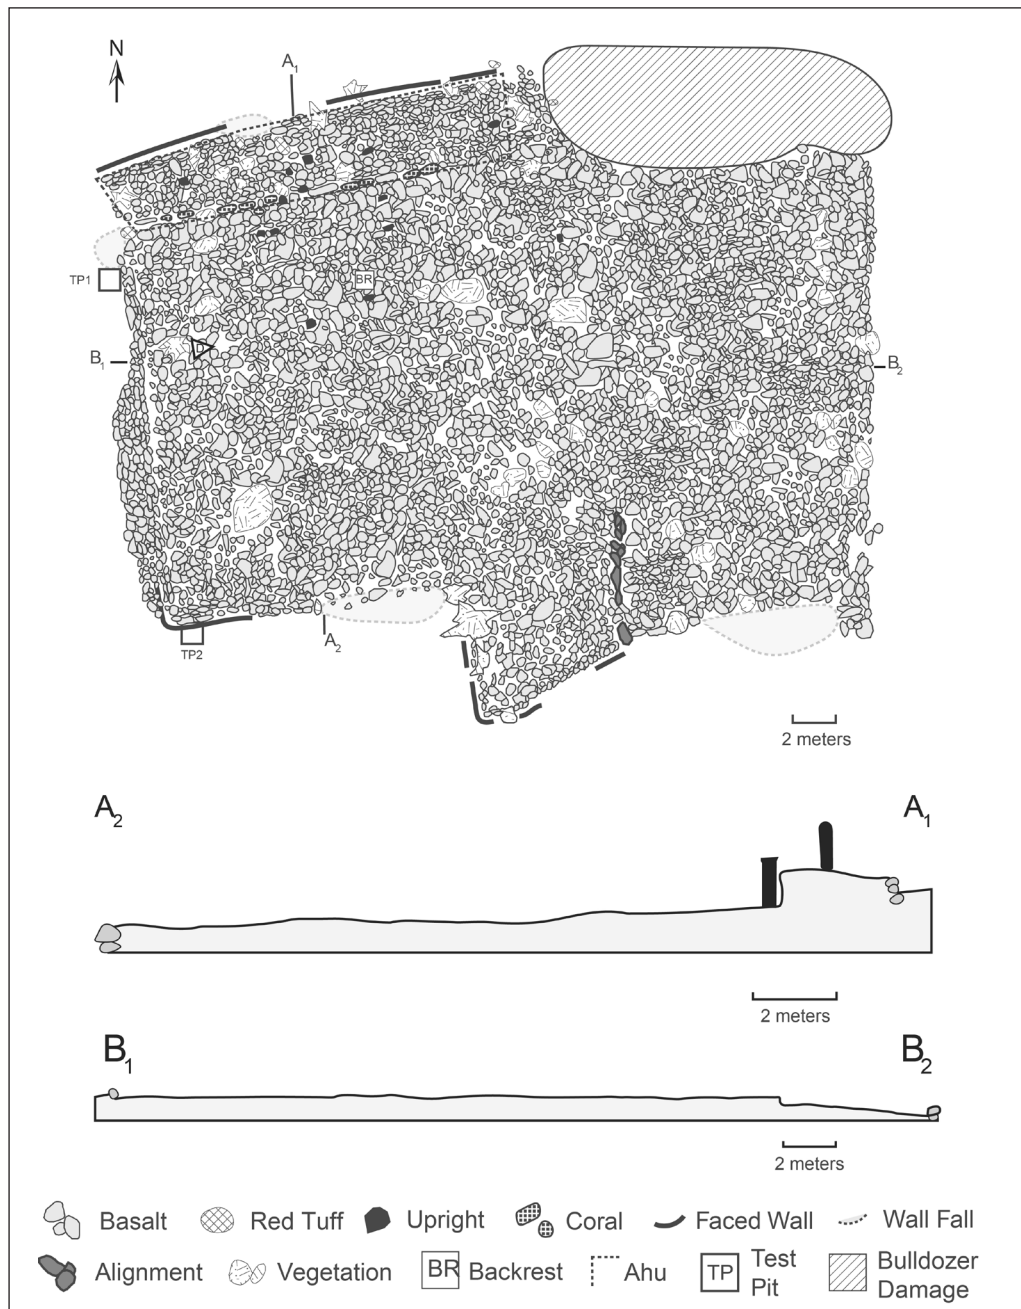 N
A1
TP1
BR
B1
D
B2
TP2
A2
2 meters
A2
A1
2 meters
B1
B2
2 meters
Basalt Red Tuff Upright Coral Faced Wall Wall Fall
Alignment Vegetation BR Backrest Ahu TP Test Pit Bulldozer Damage